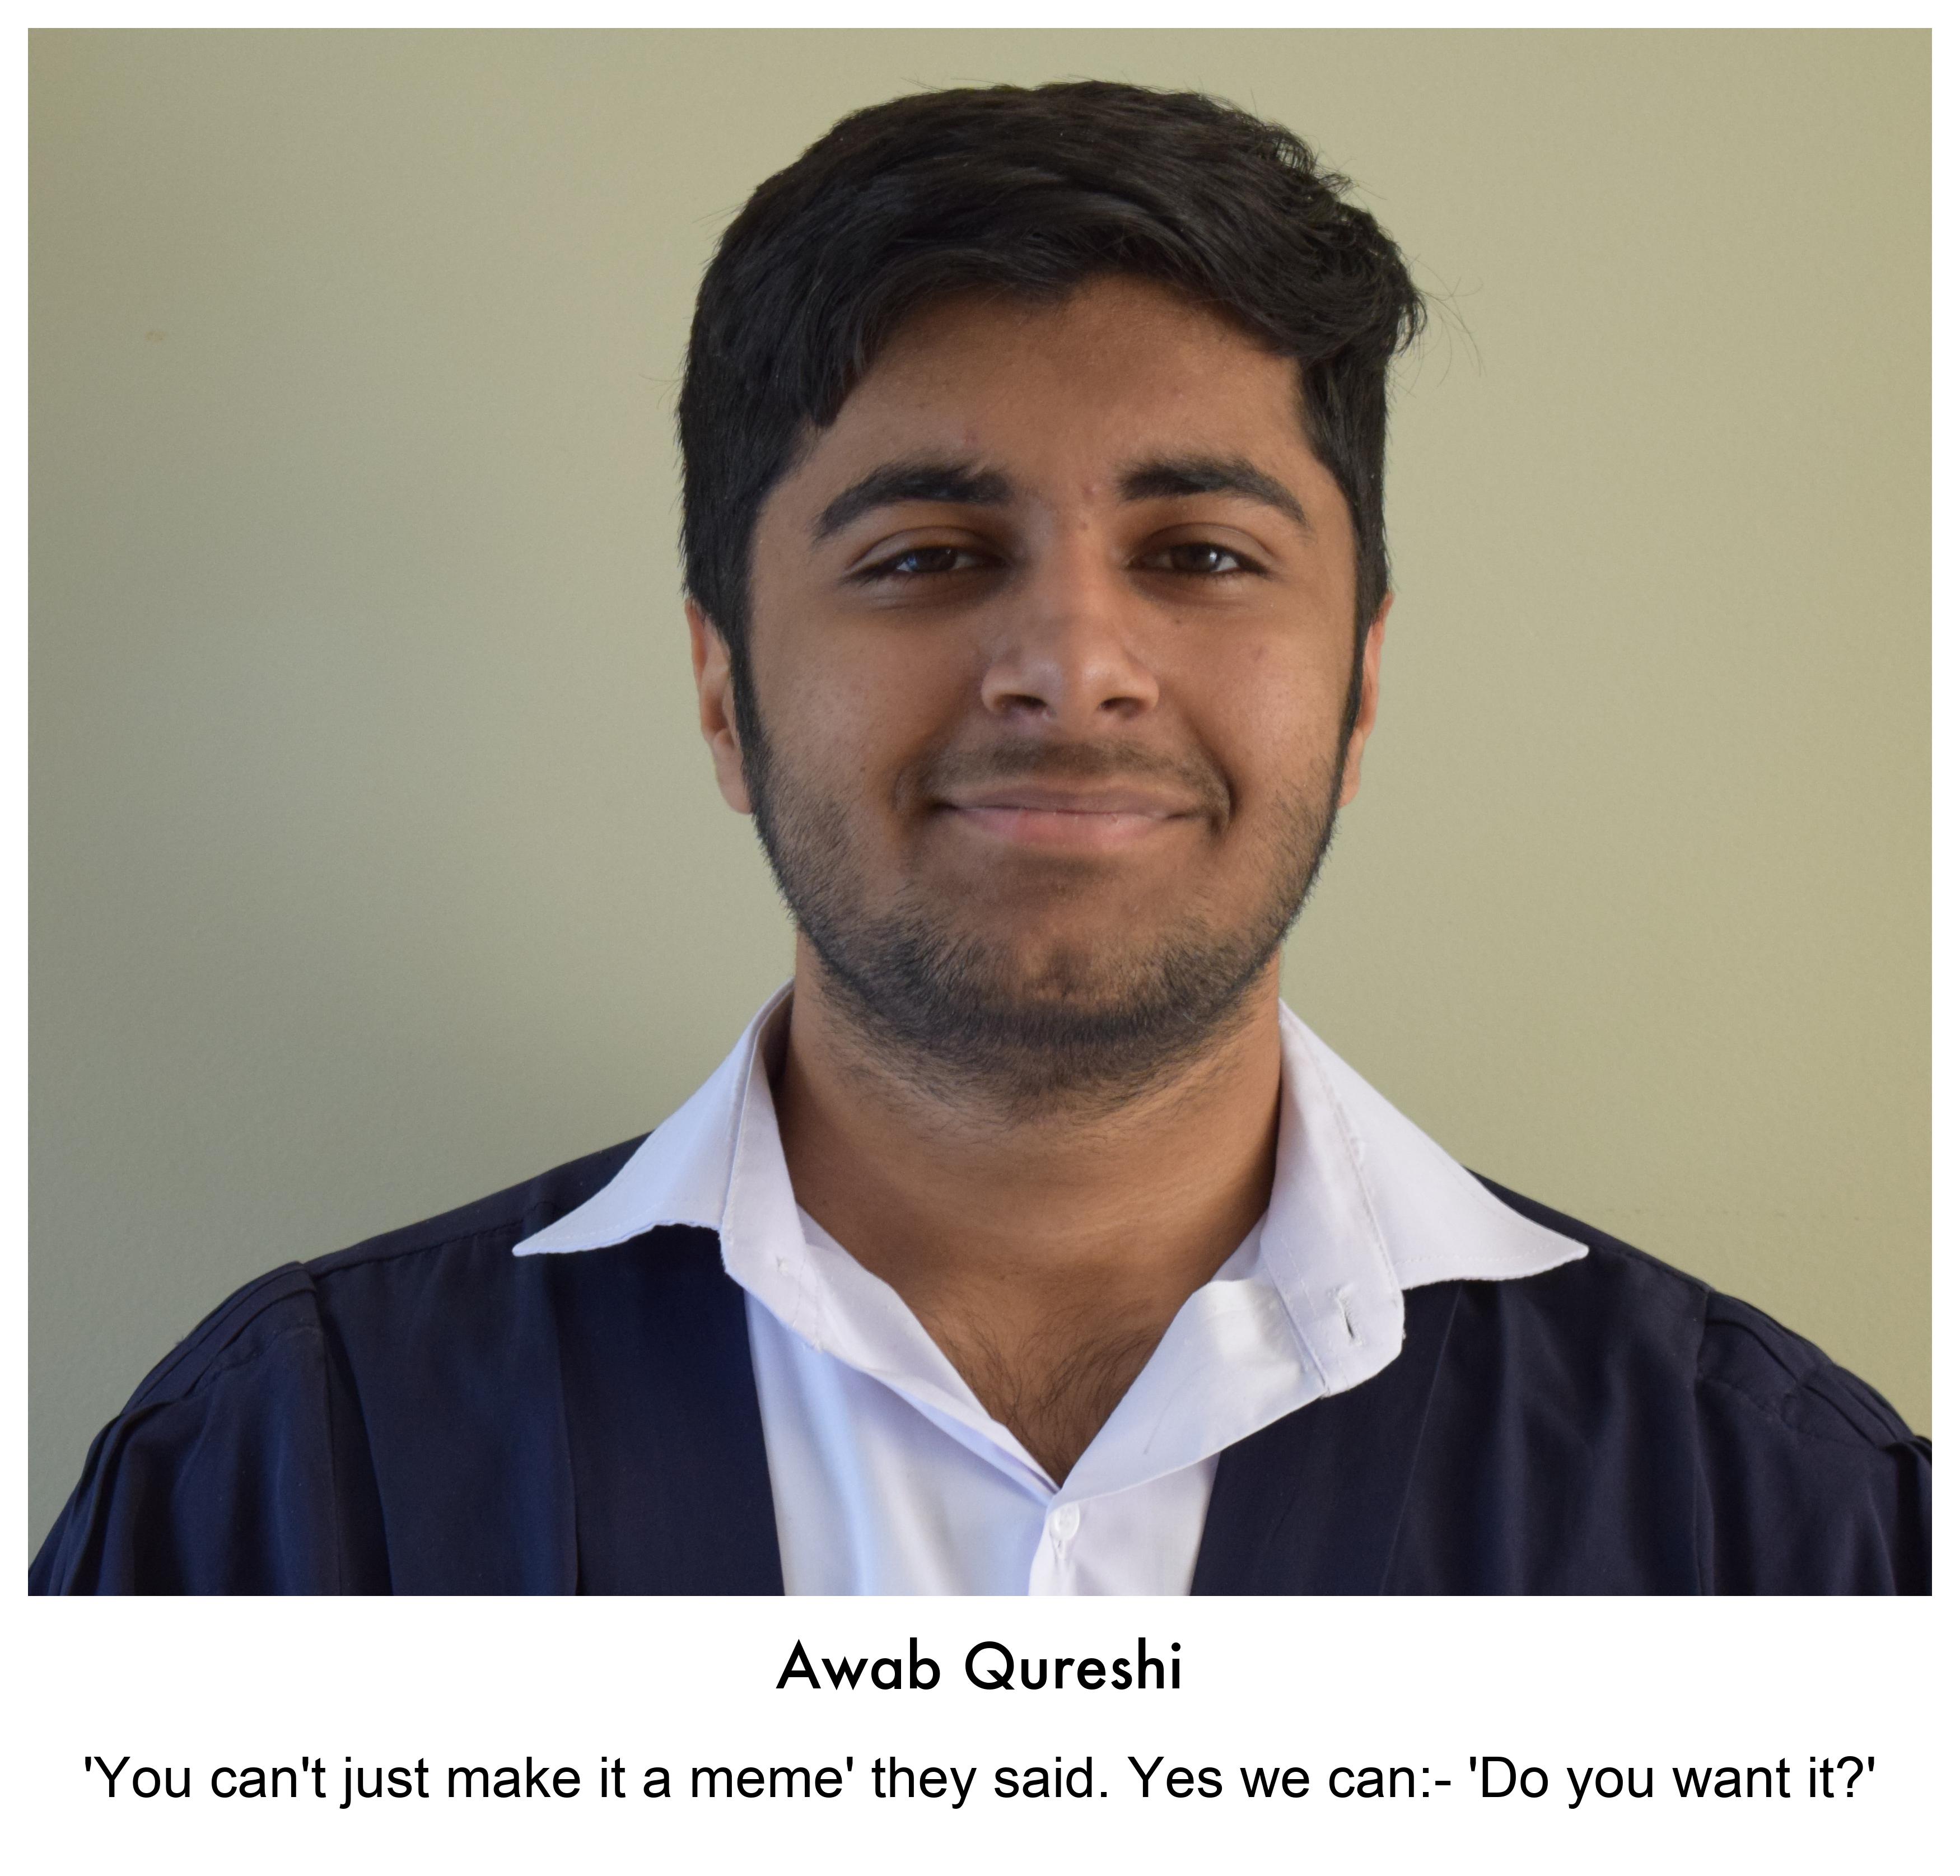 Awab Qureshi
'You can't just make it a meme' they said. Yes we can:- 'Do you want it?'